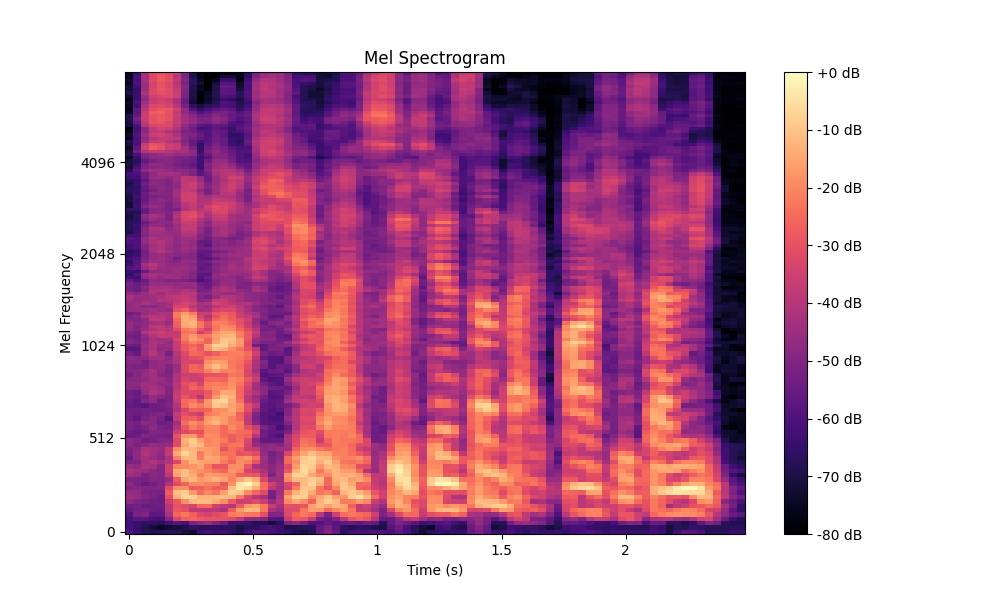 Mel Spectrogram
+0 dB
-10 dB
4096
-20 dB
-30 dB
2048
Mel Frequency
-40 dB
1024
-50 dB
512
-60 dB
-70 dB
0
-80 dB
0 0.5 1 1.5 2
Time (s)